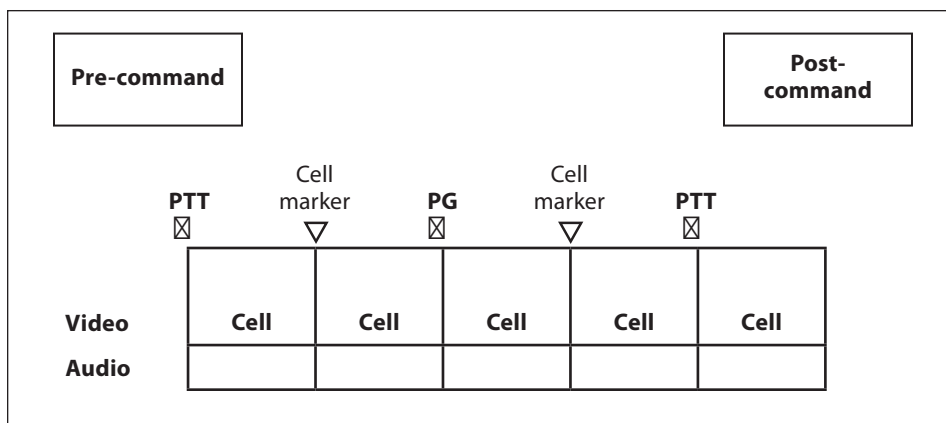 Pre-command
Post-
command
Cell
marker
Cell
marker
PTT
PG
PTT
Video
Cell
Cell
Cell
Cell
Cell
Audio